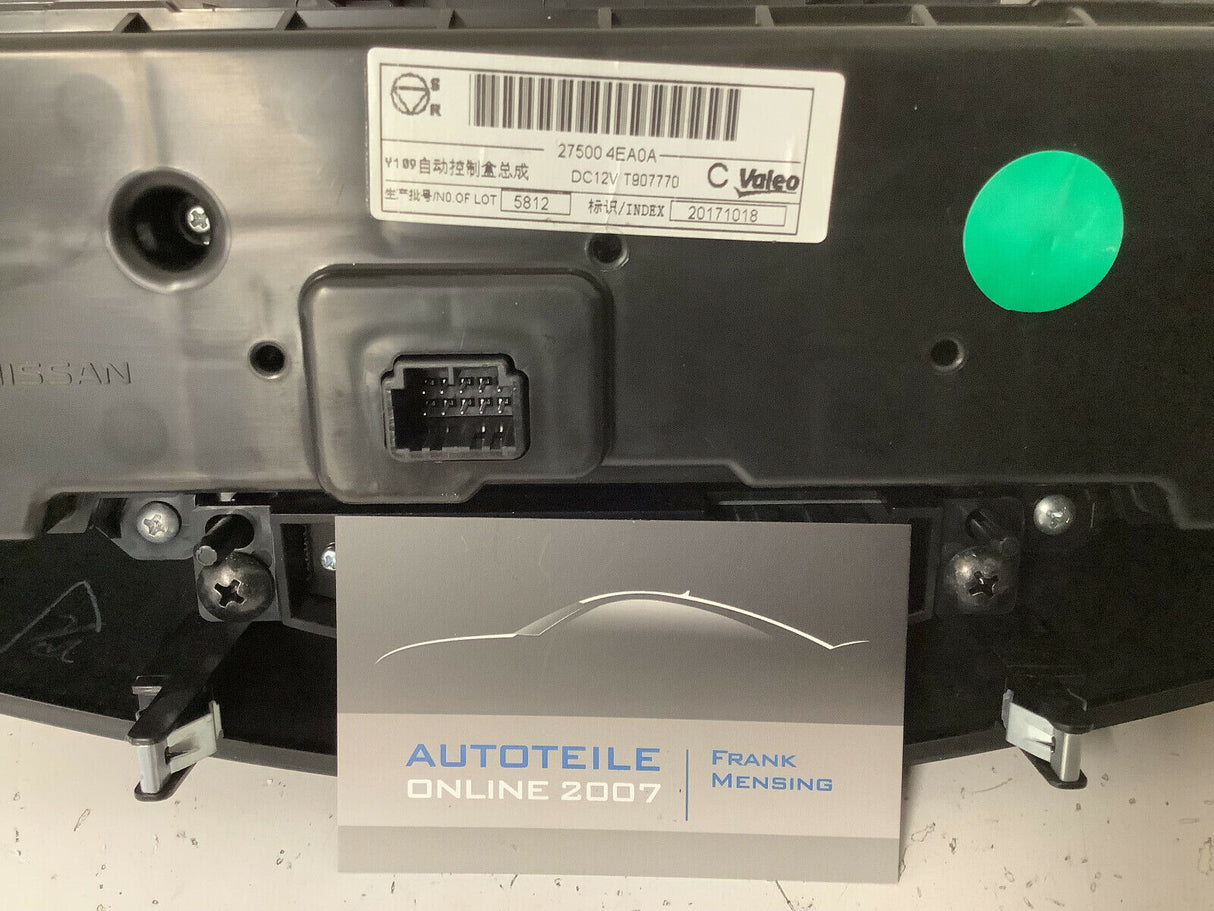 S
R
27500 4EA0A
Y109自动控制盒总成
DC12V T907770
C Valeo
生产批号/NO.OF LOT 5812
标识/INDEX 20171018
NISSAN
AUTOTEILE
ONLINE 2007
FRANK
MENSING